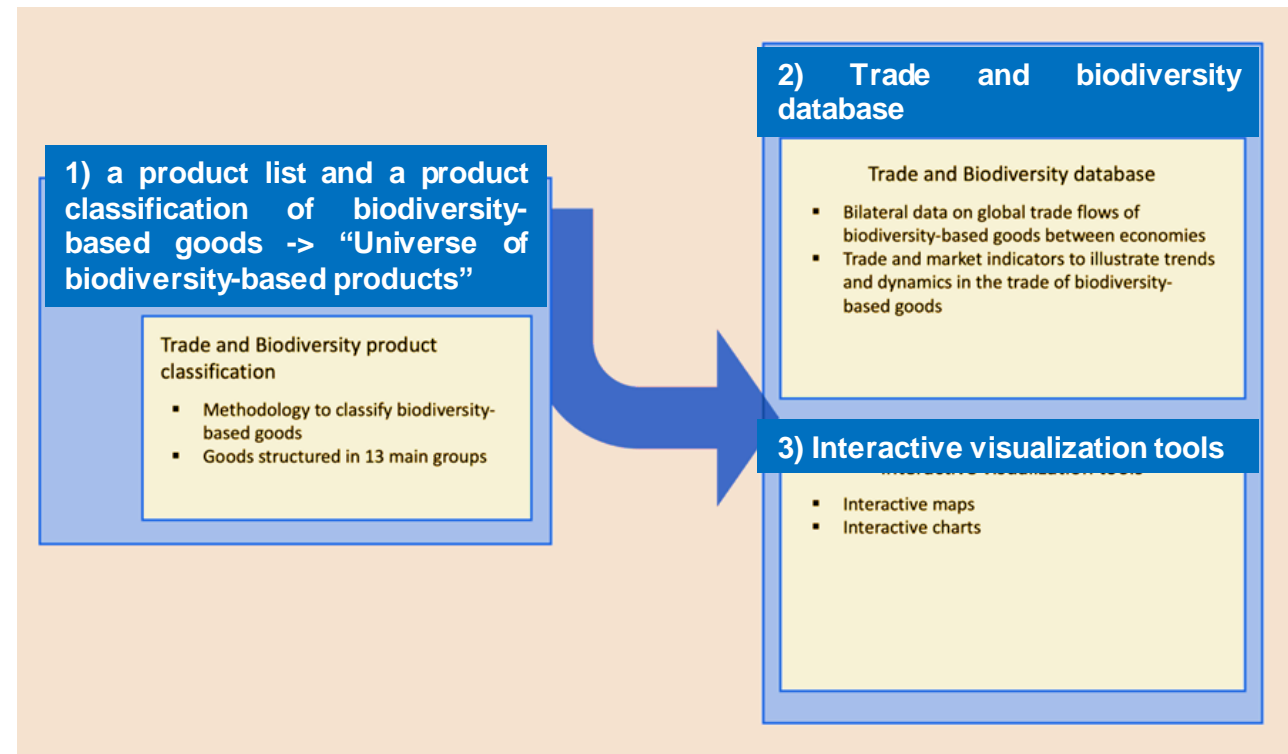 1) a product list and a product
classification of biodiversity-
based goods -> “Universe of
biodiversity-based products”
Trade and Biodiversity product
classification
▪ Methodology to classify biodiversity-
based goods
▪ Goods structured in 13 main groups
2) Trade and biodiversity
database
Trade and Biodiversity database
▪ Bilateral data on global trade flows of
biodiversity-based goods between economies
▪ Trade and market indicators to illustrate trends
and dynamics in the trade of biodiversity-
based goods
3) Interactive visualization tools
▪ Interactive maps
▪ Interactive charts